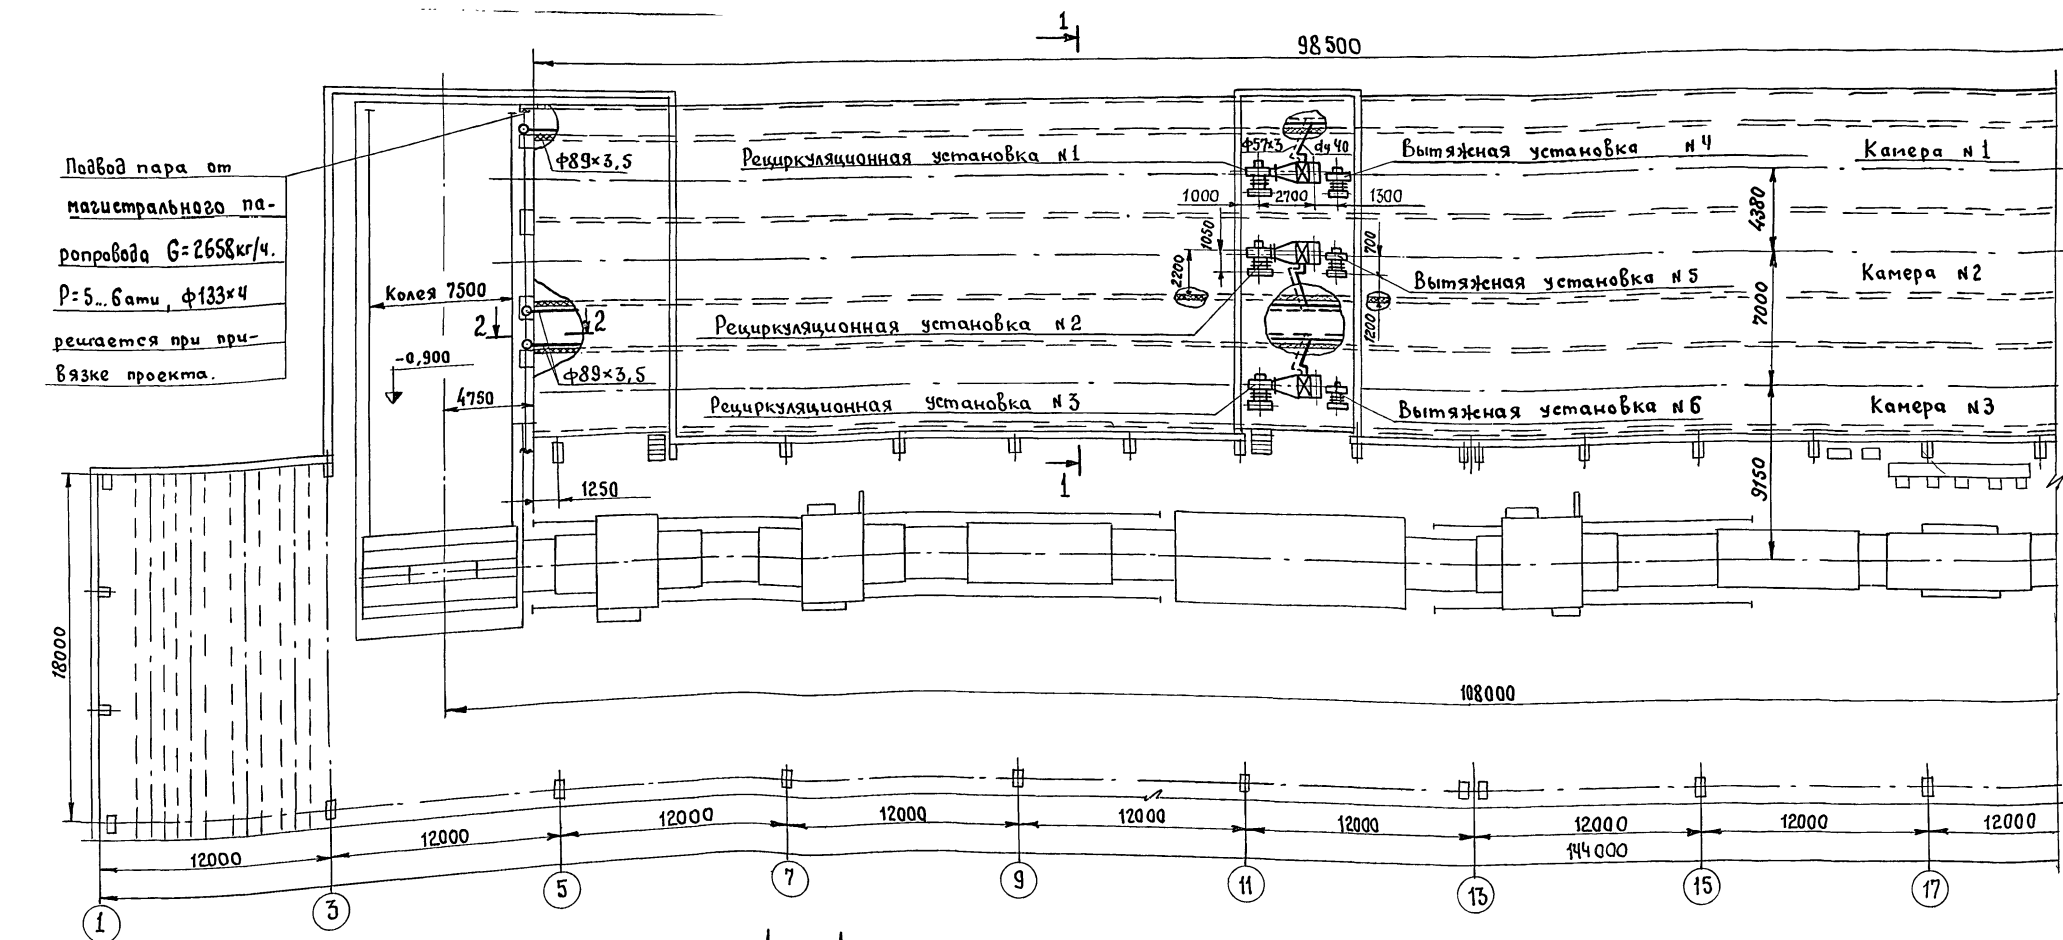 1
98500
Подвод пара от
магистрального па-
ропровода G=2658кг/ч.
Р=5...6ати, ф133×4
решается при при-
вязке проекта.
ф89×3,5
Рециркуляционная установка N1
ф57×3
dу 40
Вытяжная установка N4
Камера N1
1000
2700
1300
4380
1050
700
2200
Вытяжная установка N5
Камера N2
Колея 7500
2
2
Рециркуляционная установка N2
1200
7000
-0,900
ф89×3,5
4750
Рециркуляционная установка N3
Вытяжная установка N6
Камера N3
1
1250
9150
18000
108000
12000
12000
12000
12000
12000
12000
12000
12000
12000
144000
1
3
5
7
9
11
13
15
17